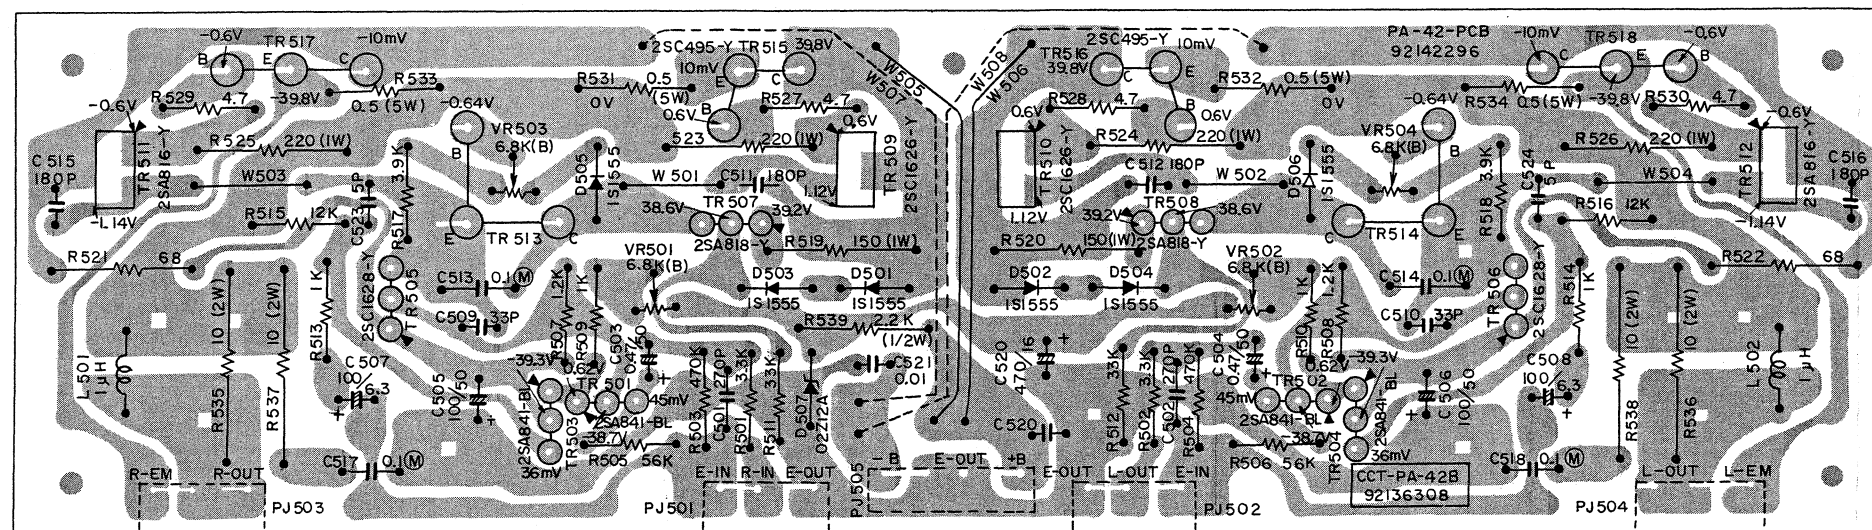 -0.6V
TR517
-10mV
B
E
C
R533
-39.8V
0.5 (5W)
R529
4.7
-0.6V
R525
220 (1W)
-0.64V
VR503
6.8K(B)
B
TR511
2SA816-Y
C515
180P
W503
3.9K
C523
5P
R515
12K
R517
-1.14V
E
TR513
C
R521
68
D505
1S1555
R531
0.5
(5W)
0V
2SC495-Y
TR515
39.8V
10mV
E
C
B
0.6V
R527
4.7
0.6V
523
220(1W)
W501
C511
180P
1.12V
TR509
2SC1626-Y
38.6V
TR507
39.2V
2SA818-Y
R519
150 (1W)
VR501
6.8K(B)
D503
D501
1S1555
1S1555
R539
2.2K
(1/2W)
W505
W507
W508
W506
2SC495-Y
10mV
TR516
39.8V
C
E
B
0.6V
R532
0.5 (5W)
0V
0.6V
R528
4.7
R524
220(1W)
C512
180P
W502
TR510
2SC1626-Y
1.12V
39.2V
TR508
38.6V
2SA818-Y
R520
150(1W)
D506
1S1555
D502
D504
1S1555
1S1555
VR502
6.8K(B)
PA-42-PCB
92142296
-10mV
TR518
-0.6V
C
E
B
R534
0.5(5W)
-39.8V
R530
4.7
-0.6V
-0.64V
VR504
6.8K(B)
B
R526
220 (1W)
TR512
2SA816-Y
C516
180P
3.9K
C524
5P
W504
R518
R516
12K
-1.14V
C
TR514
E
R522
68
1K
R513
2SC1628-Y
TR505
C513
0.1(M)
C509
33P
1.2K
R507
1K
R509
C503
0.47/50
10 (2W)
R535
10 (2W)
R537
L501
1μH
C507
100/6.3
+
C505
100/50
+
-39.3V
0.62V
TR501
45mV
2SA841-BL
2SA841-BL
TR503
-38.7V
36mV
R505
56K
+
470K
R503
270P
C501
3.3K
R501
33K
R511
D507
02Z12A
C521
0.01
C520
470/16
+
C520
C517
0.1(M)
R-EM
R-OUT
PJ503
E-IN
R-IN
E-OUT
PJ501
PJ505
-B
E-OUT
+B
E-OUT
L-OUT
E-IN
PJ502
33K
R512
3.3K
R502
270P
C502
470K
R504
C504
0.47/50
+
1K
R510
1.2K
R508
0.62V
-39.3V
TR502
45mV
2SA841-BL
2SA841-BL
-38.7V
TR504
R506
56K
36mV
CCT-PA-42B
92136308
C514
0.1(M)
C510
33P
TR506
2SC1628-Y
R514
1K
C506
100/50
+
C508
100/6.3
+
C518
0.1(M)
10 (2W)
R538
10 (2W)
R536
L502
1μH
L-OUT
L-EM
PJ504